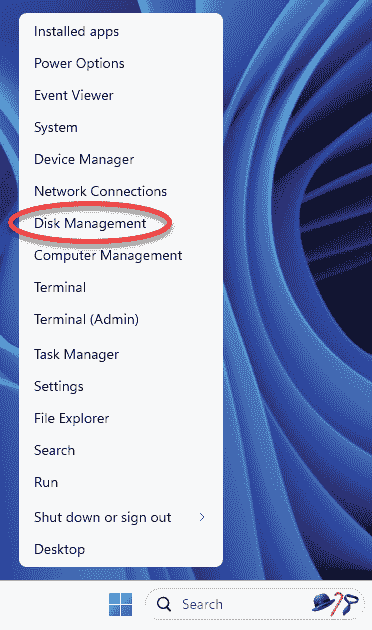 Installed apps
Power Options
Event Viewer
System
Device Manager
Network Connections
Disk Management
Computer Management
Terminal
Terminal (Admin)
Task Manager
Settings
File Explorer
Search
Run
Shut down or sign out
Desktop
Search